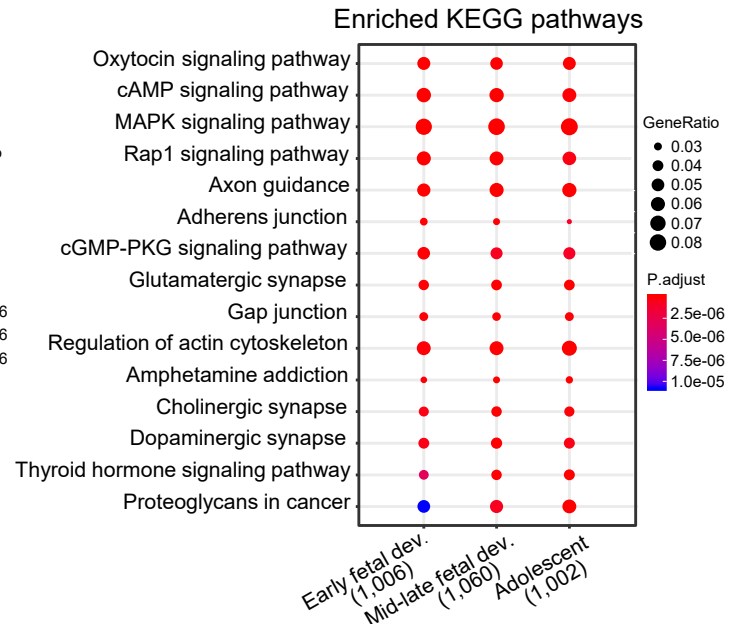 Enriched KEGG pathways
Oxytocin signaling pathway
cAMP signaling pathway
MAPK signaling pathway
Rap1 signaling pathway
Axon guidance
Adherens junction
cGMP-PKG signaling pathway
Glutamatergic synapse
Gap junction
Regulation of actin cytoskeleton
Amphetamine addiction
Cholinergic synapse
Dopaminergic synapse
Thyroid hormone signaling pathway
Proteoglycans in cancer
6
6
6
GeneRatio
0.03
0.04
0.05
0.06
0.07
0.08
P.adjust
2.5e-06
5.0e-06
7.5e-06
1.0e-05
Early fetal dev.
(1,006)
Mid-late fetal dev.
(1,060)
Adolescent
(1,002)